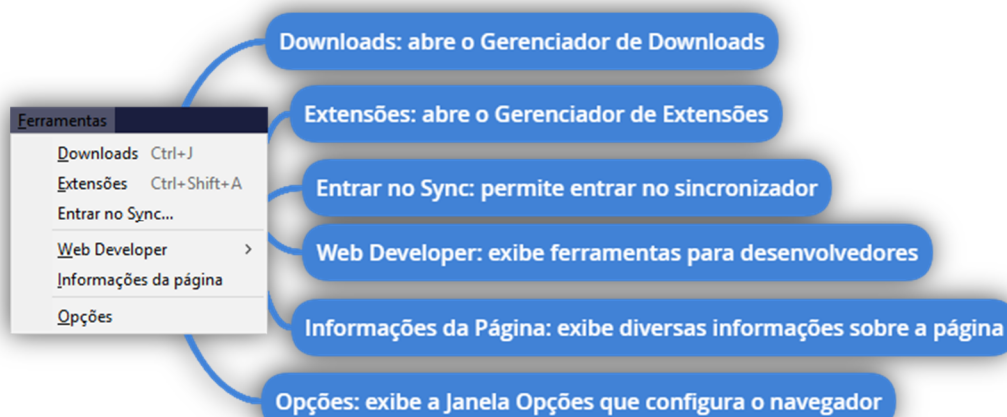 Downloads: abre o Gerenciador de Downloads
Extensões: abre o Gerenciador de Extensões
Ferramentas
Downloads Ctrl+J
Extensões Ctrl+Shift+A
Entrar no Sync...
Web Developer >
Informações da página
Opções
Entrar no Sync: permite entrar no sincronizador
Web Developer: exibe ferramentas para desenvolvedores
Informações da Página: exibe diversas informações sobre a página
Opções: exibe a Janela Opções que configura o navegador